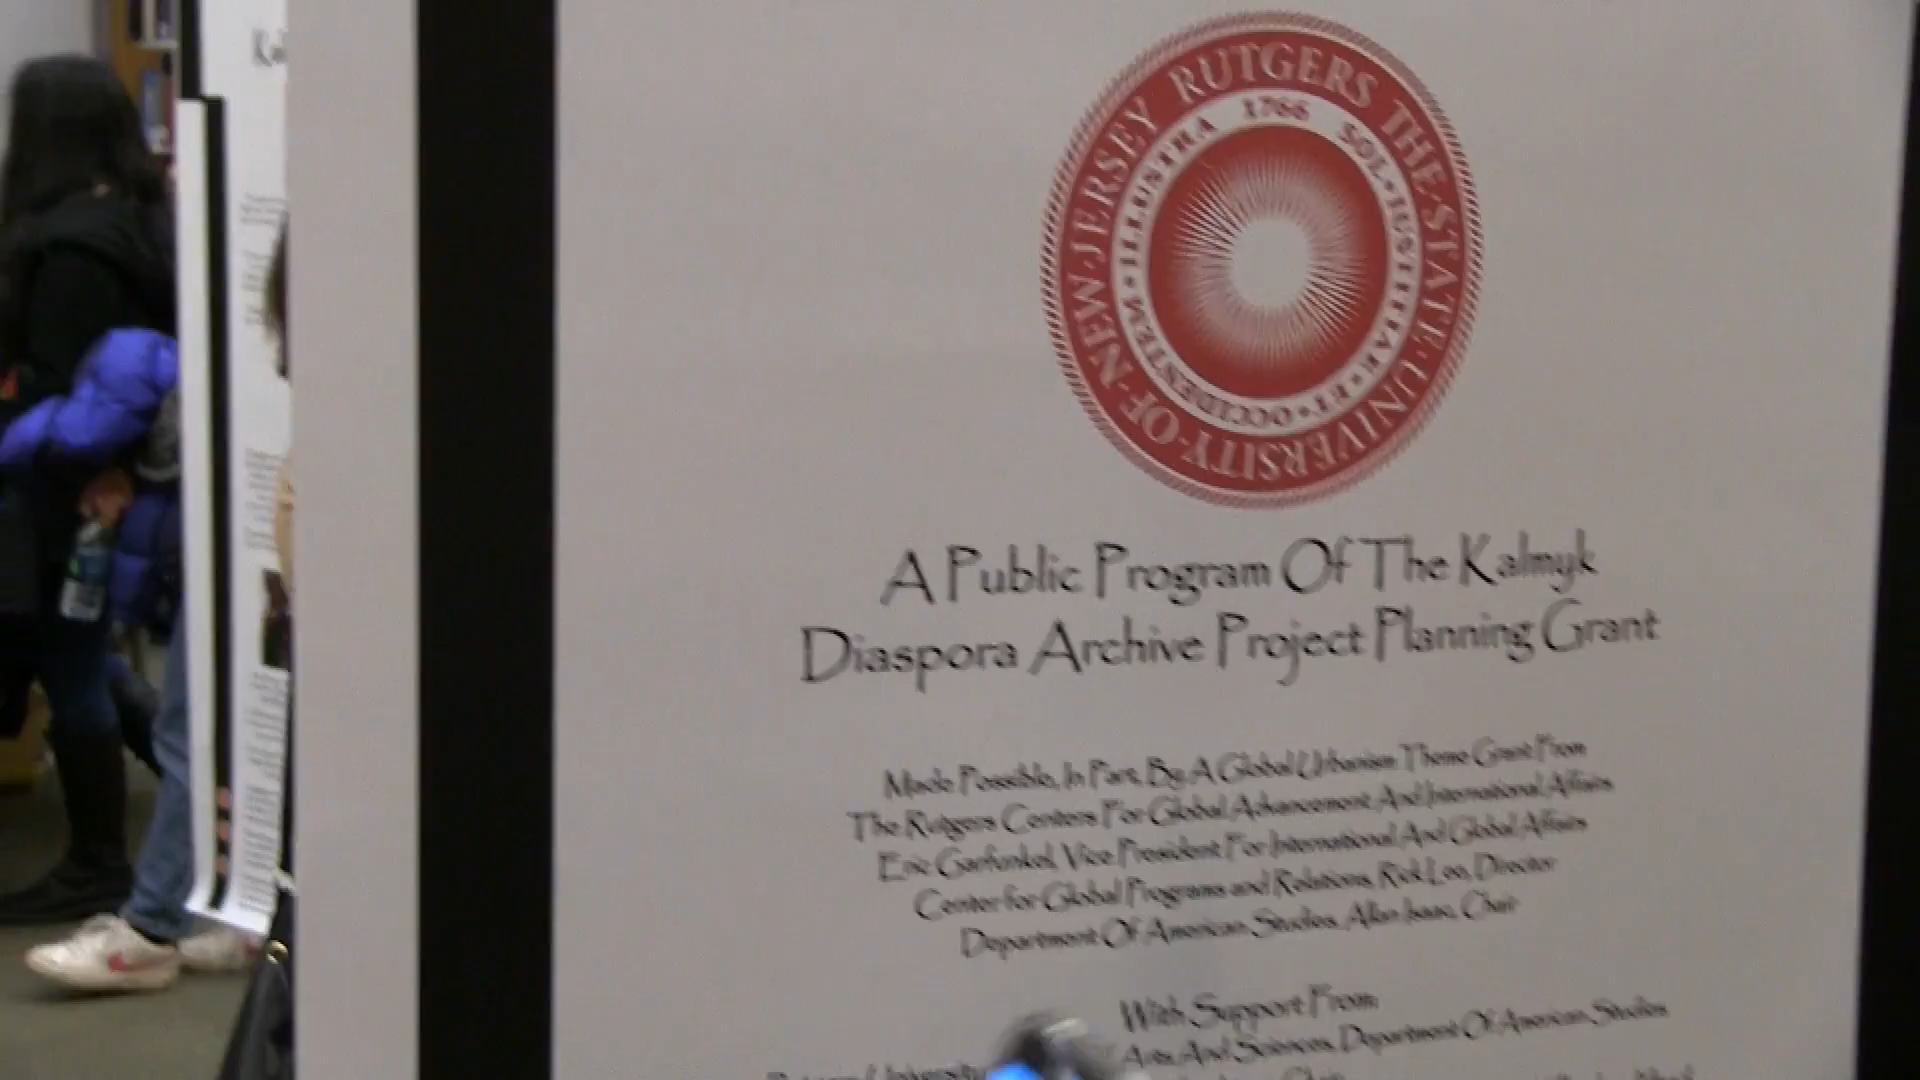 RUTGERS THE·STATE·UNIVERSITY·OF·NEW·JERSEY
1766
SOL·IUSTITIAE·ET·OCCIDENTEM·ILLUSTRA
A Public Program Of The Kalmyk
Diaspora Archive Project Planning Grant
Made Possible, In Part, By A Global Urbanism Theme Grant From
The Rutgers Centers For Global Advancement And International Affairs
Eric Garfunkel, Vice President For International And Global Affairs
Center for Global Programs and Relations, Rick Lee, Director
Department Of American Studies, Allan Isaac, Chair
With Support From:
Arts And Sciences, Department Of American Studies
Chair